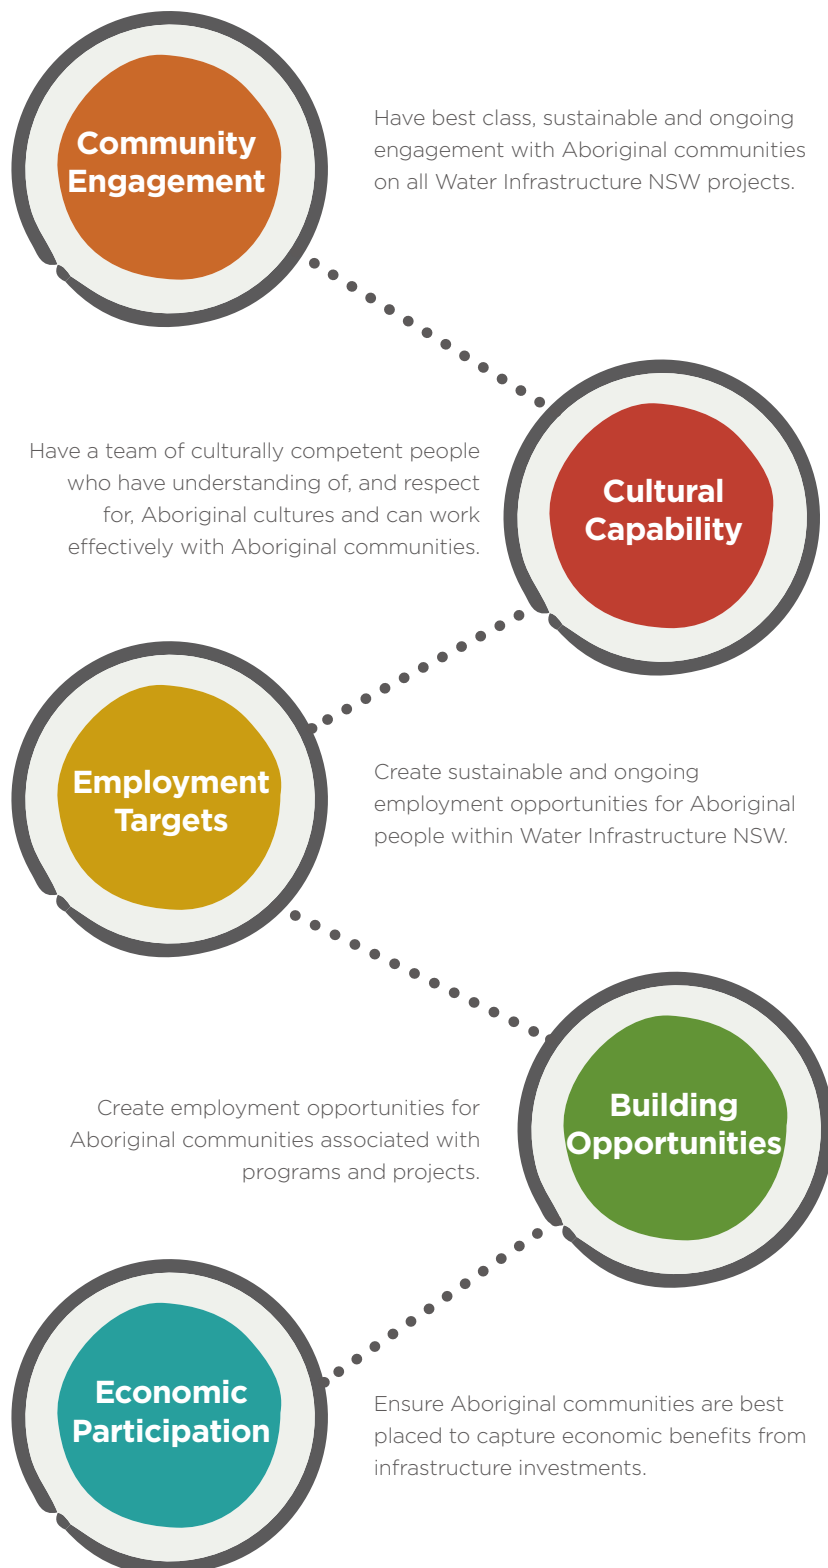 Community
Engagement
Have best class, sustainable and ongoing
engagement with Aboriginal communities
on all Water Infrastructure NSW projects.
Have a team of culturally competent people
who have understanding of, and respect
for, Aboriginal cultures and can work
effectively with Aboriginal communities.
Cultural
Capability
Employment
Targets
Create sustainable and ongoing
employment opportunities for Aboriginal
people within Water Infrastructure NSW.
Create employment opportunities for
Aboriginal communities associated with
programs and projects.
Building
Opportunities
Economic
Participation
Ensure Aboriginal communities are best
placed to capture economic benefits from
infrastructure investments.